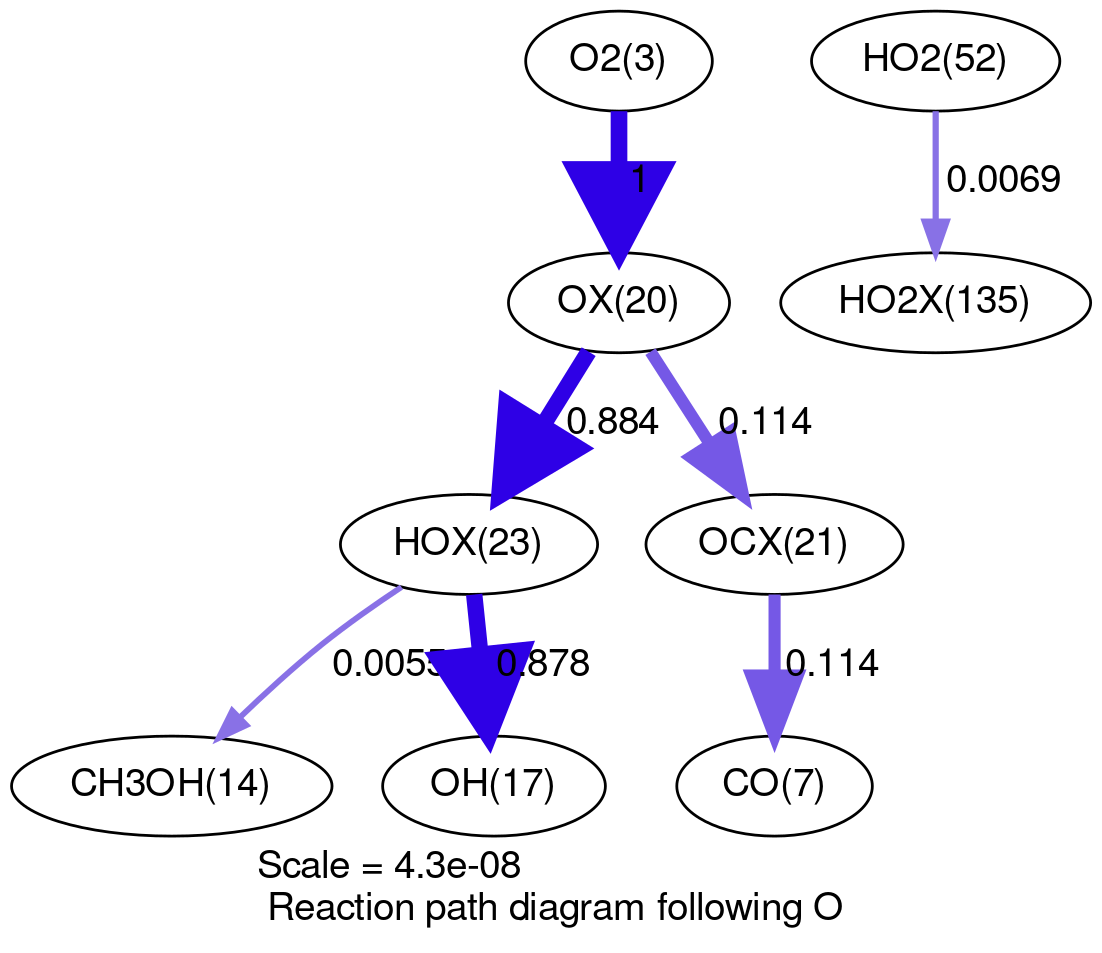 O2(3)
HO2(52)
1
0.0069
OX(20)
HO2X(135)
0.884
0.114
HOX(23)
OCX(21)
0.0055
0.878
0.114
CH3OH(14)
OH(17)
CO(7)
Scale = 4.3e-08
Reaction path diagram following O